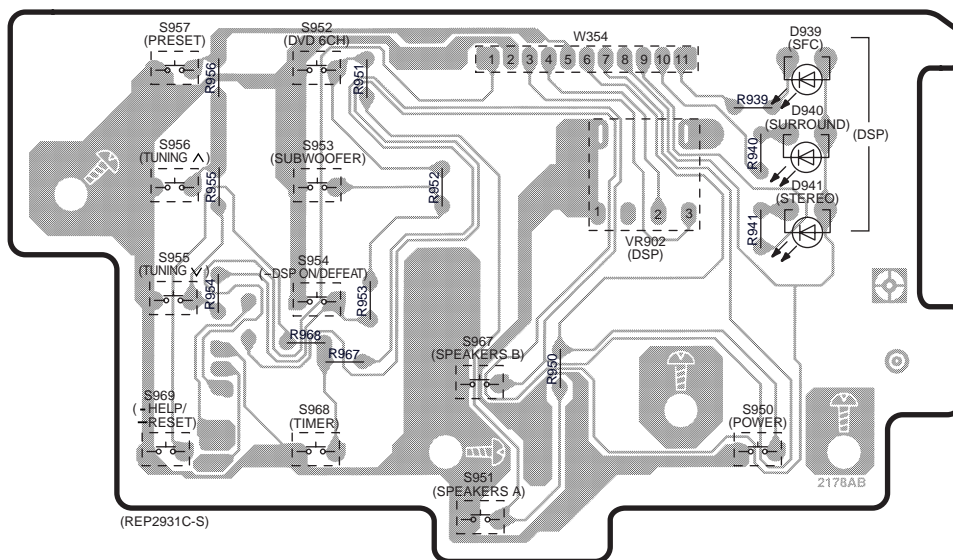 S957
(PRESET)
S952
(DVD 6CH)
W354
D939
(SFC)
1 2 3 4 5 6 7 8 9 10 11
R956
R951
R939
D940
(SURROUND)
(DSP)
S956
(TUNING ∧)
S953
(SUBWOOFER)
R940
R955
R952
D941
(STEREO)
1 2 3
R941
VR902
(DSP)
S955
(TUNING ∨)
S954
(–DSP ON/DEFEAT)
R954
R953
R968
R967
S967
(SPEAKERS B)
R950
S969
(-HELP/
–RESET)
S968
(TIMER)
S950
(POWER)
S951
(SPEAKERS A)
2178AB
(REP2931C-S)